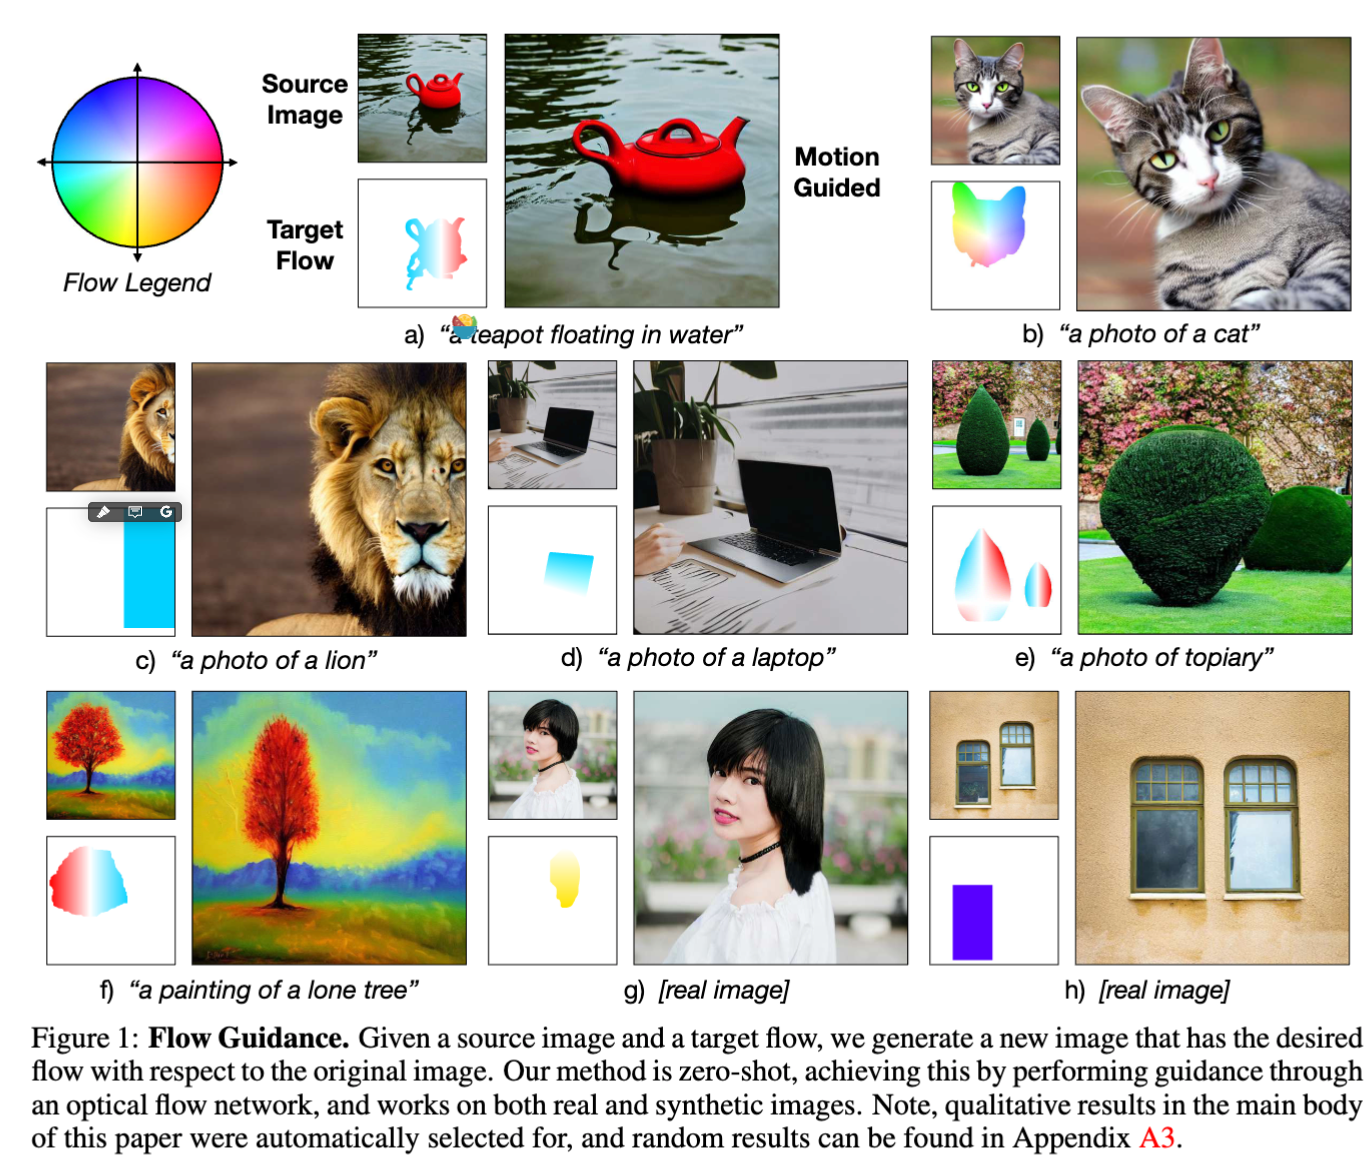 Source
Image
Target
Flow
Flow Legend
Motion
Guided
a) “a teapot floating in water”
b) “a photo of a cat”
c) “a photo of a lion”
d) “a photo of a laptop”
e) “a photo of topiary”
f) “a painting of a lone tree”
g) [real image]
h) [real image]
Figure 1: Flow Guidance. Given a source image and a target flow, we generate a new image that has the desired
flow with respect to the original image. Our method is zero-shot, achieving this by performing guidance through
an optical flow network, and works on both real and synthetic images. Note, qualitative results in the main body
of this paper were automatically selected for, and random results can be found in Appendix A3.